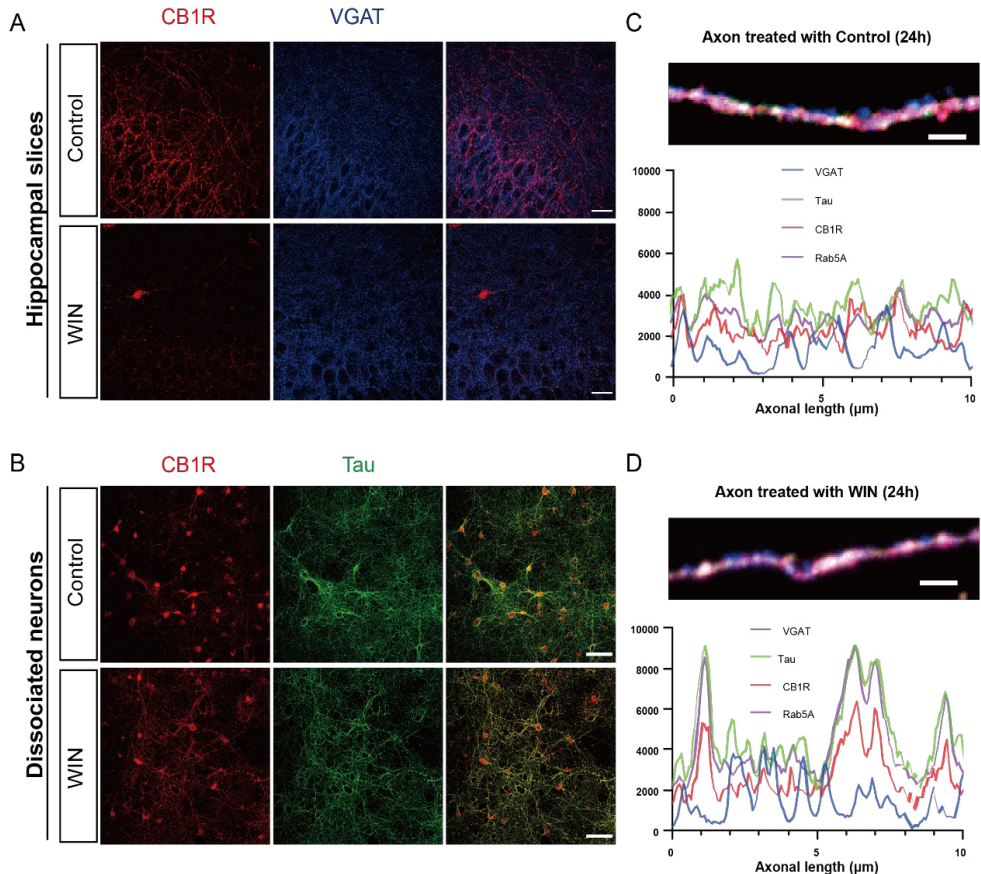 A
CB1R
VGAT
Hippocampal slices
Control
WIN
B
CB1R
Tau
Dissociated neurons
Control
WIN
C
Axon treated with Control (24h)
10000
8000
6000
4000
2000
0
VGAT
Tau
CB1R
Rab5A
0
5
10
Axonal length (μm)
D
Axon treated with WIN (24h)
10000
8000
6000
4000
2000
0
VGAT
Tau
CB1R
Rab5A
0
5
10
Axonal length (μm)